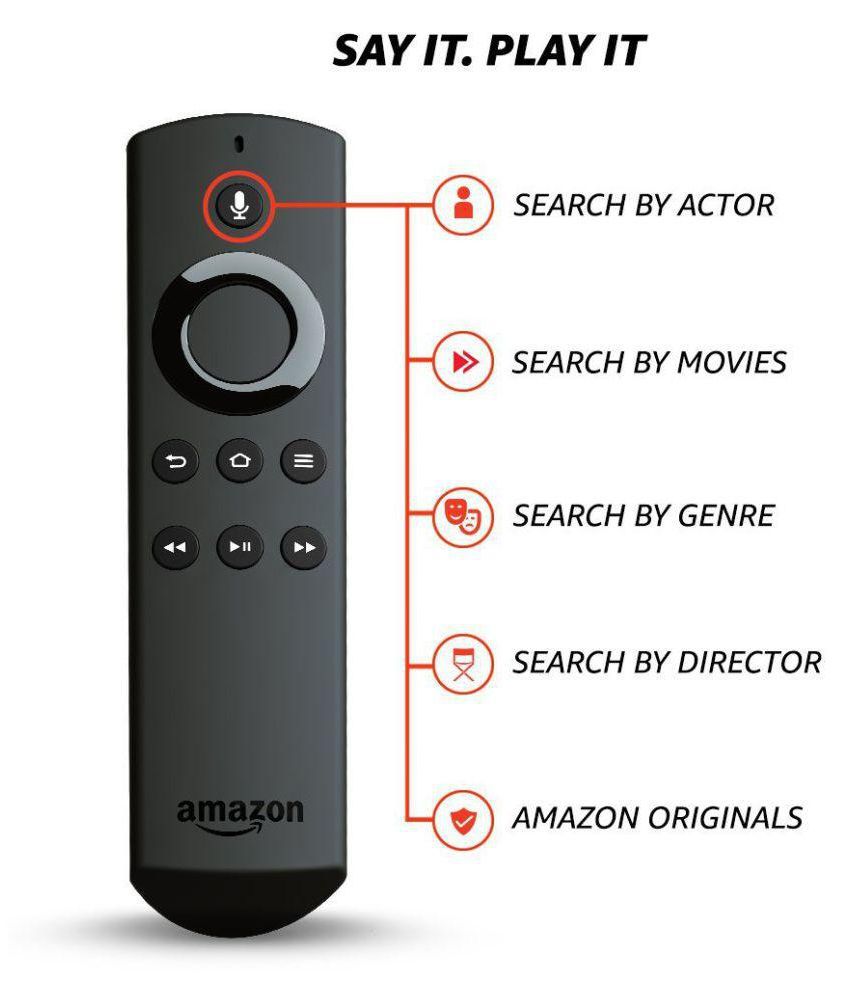 SAY IT. PLAY IT
SEARCH BY ACTOR
SEARCH BY MOVIES
SEARCH BY GENRE
SEARCH BY DIRECTOR
amazon
AMAZON ORIGINALS